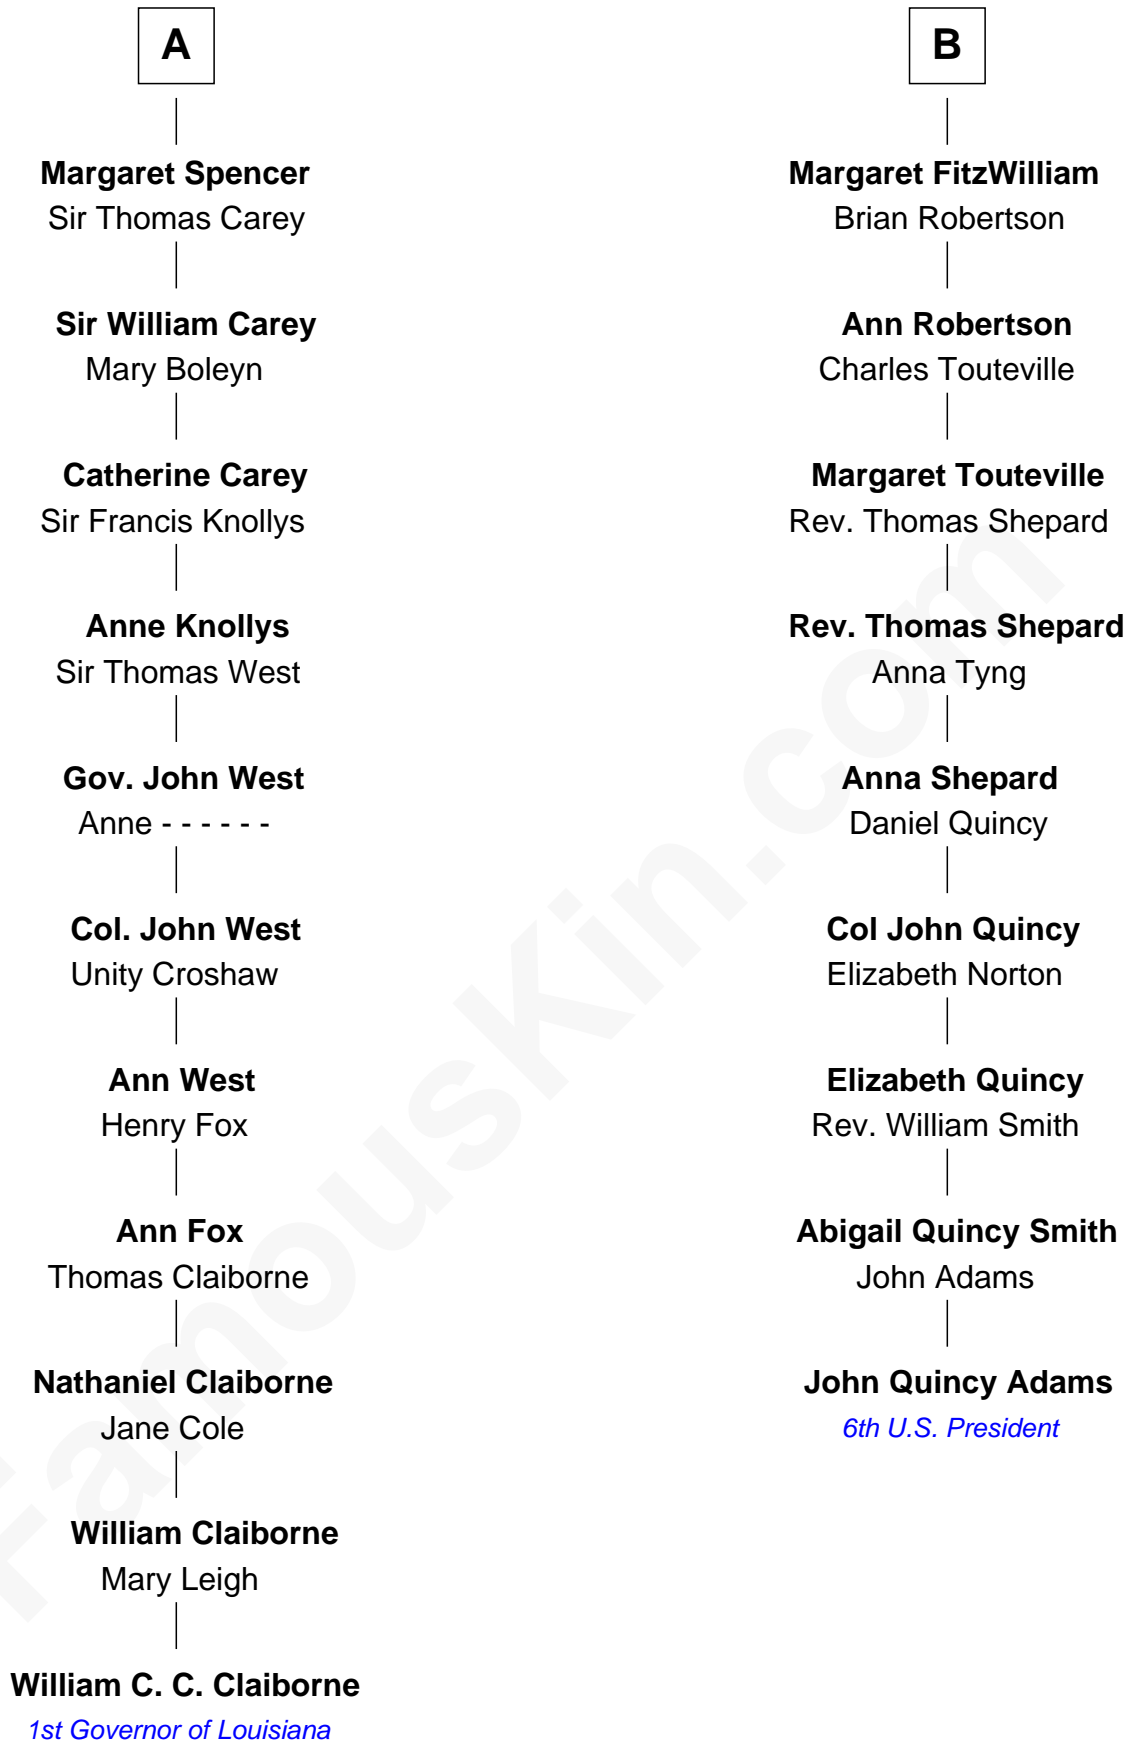 A
Margaret Spencer
Sir Thomas Carey
Sir William Carey
Mary Boleyn
Catherine Carey
Sir Francis Knollys
Anne Knollys
Sir Thomas West
Gov. John West
Anne - - - - - -
Col. John West
Unity Croshaw
Ann West
Henry Fox
Ann Fox
Thomas Claiborne
Nathaniel Claiborne
Jane Cole
William Claiborne
Mary Leigh
William C. C. Claiborne
1st Governor of Louisiana
B
Margaret FitzWilliam
Brian Robertson
Ann Robertson
Charles Touteville
Margaret Touteville
Rev. Thomas Shepard
Rev. Thomas Shepard
Anna Tyng
Anna Shepard
Daniel Quincy
Col John Quincy
Elizabeth Norton
Elizabeth Quincy
Rev. William Smith
Abigail Quincy Smith
John Adams
John Quincy Adams
6th U.S. President
FamousKin.com